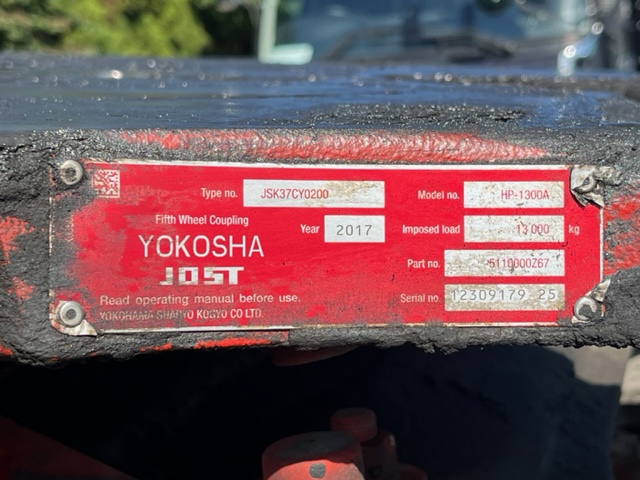 Type no. JSK37CY0200
Model no. HP-1300A
Fifth Wheel Coupling
Year 2017
Imposed load 13 000 kg
YOKOSHA
JOST
Part no. 5110000Z67
Serial no. 12309179 25
Read operating manual before use.
YOKOHAMA SHARYO KOGYO CO LTD.